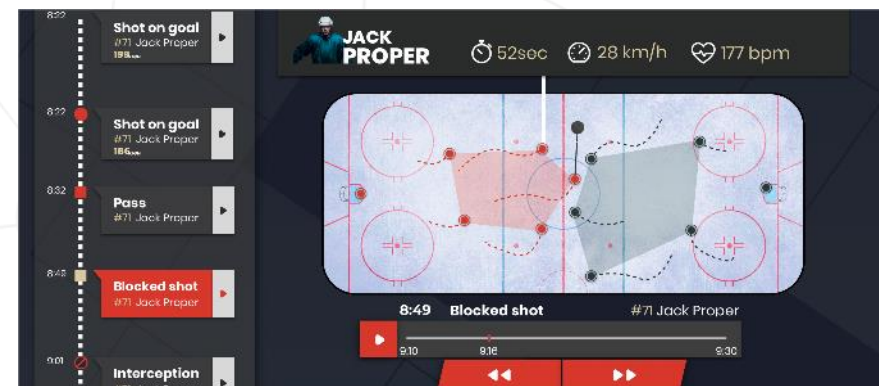 8:22
Shot on goal
#71 Jack Proper
8:22
Shot on goal
#71 Jack Proper
8:32
Pass
#71 Jack Proper
Blocked shot
#71 Jack Proper
9:01
Interception
JACK
PROPER
52sec
28 km/h
177 bpm
8:49 Blocked shot #71 Jack Proper
9:10 9:16 9:30